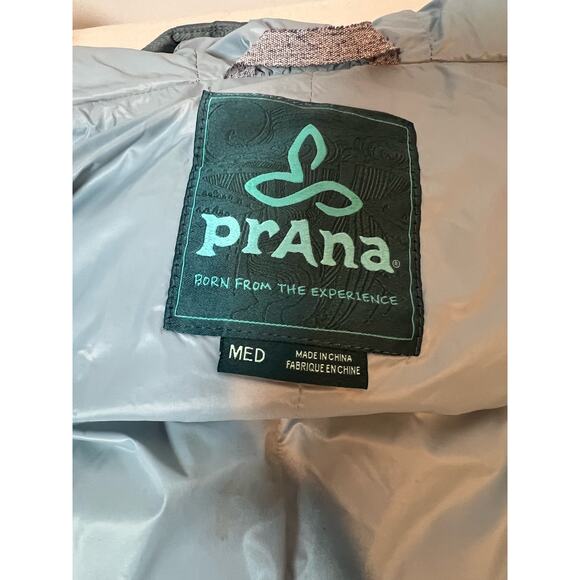 prAna®
BORN FROM THE EXPERIENCE
MED
MADE IN CHINA
FABRIQUE EN CHINE